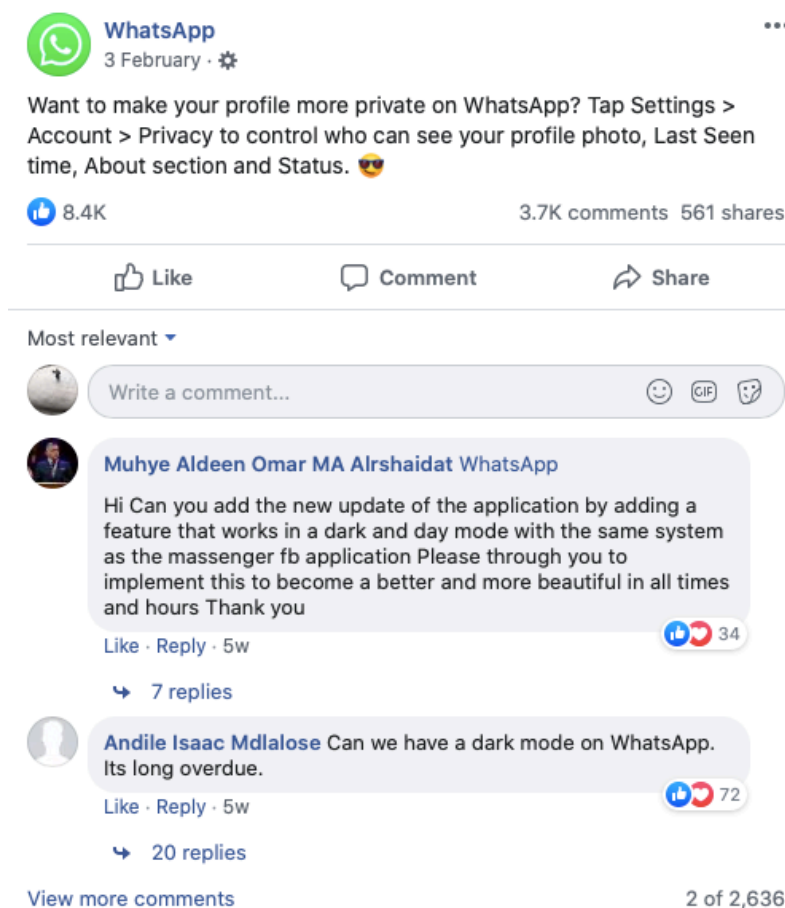 WhatsApp
3 February ·
Want to make your profile more private on WhatsApp? Tap Settings >
Account > Privacy to control who can see your profile photo, Last Seen
time, About section and Status. 😎
8.4K 3.7K comments 561 shares
Like Comment Share
Most relevant
Write a comment... GIF
Muhye Aldeen Omar MA Alrshaidat WhatsApp
Hi Can you add the new update of the application by adding a
feature that works in a dark and day mode with the same system
as the massenger fb application Please through you to
implement this to become a better and more beautiful in all times
and hours Thank you
34
Like · Reply · 5w
7 replies
Andile Isaac Mdlalose Can we have a dark mode on WhatsApp.
Its long overdue.
72
Like · Reply · 5w
20 replies
View more comments 2 of 2,636